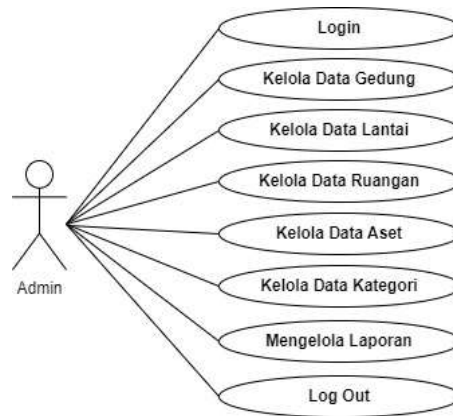 Login
Kelola Data Gedung
Kelola Data Lantai
Kelola Data Ruangan
Kelola Data Aset
Kelola Data Kategori
Mengelola Laporan
Log Out
Admin